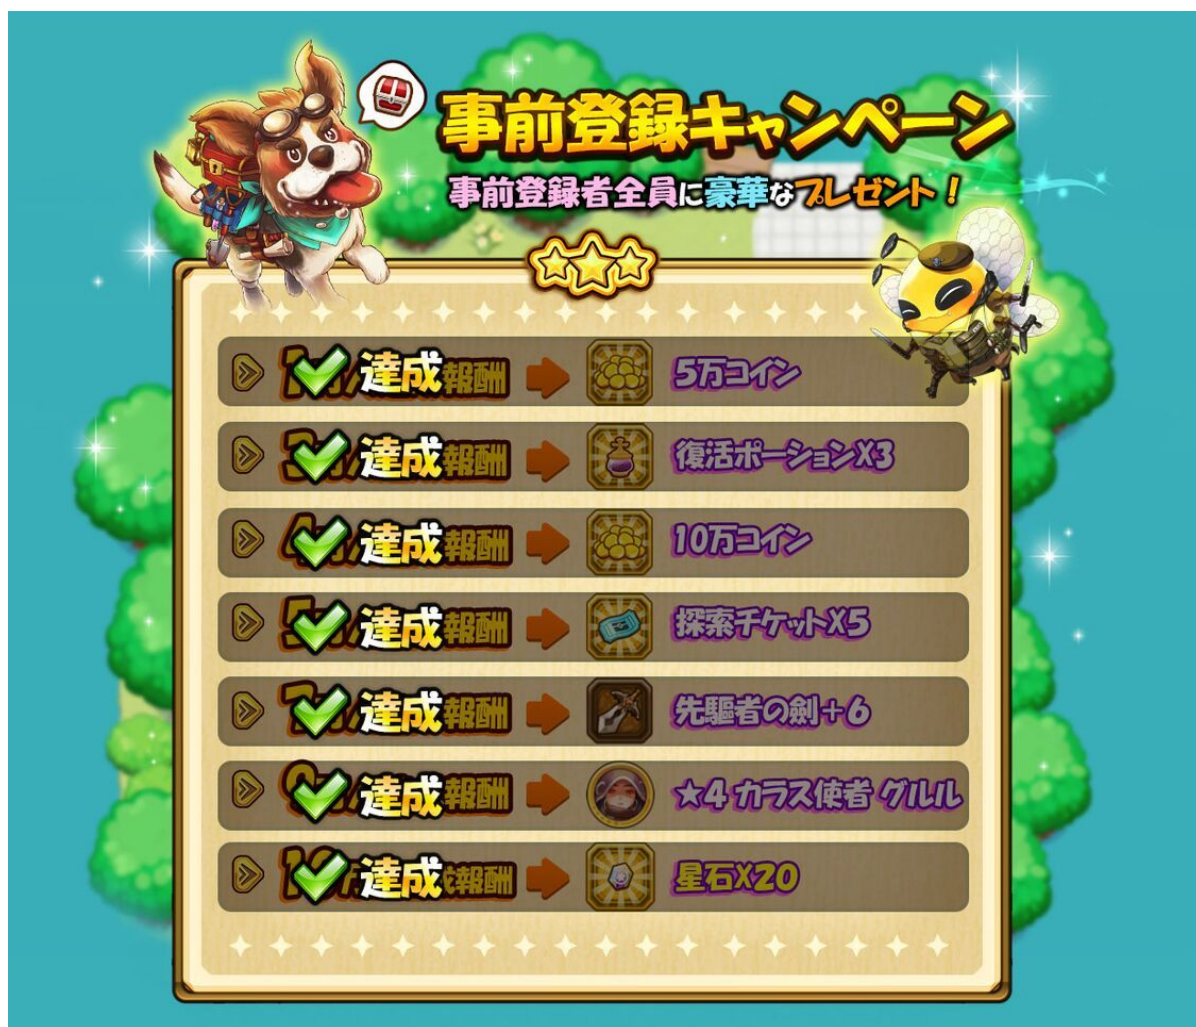 事前登録キャンペーン
事前登録者全員に豪華なプレゼント！
達成報酬 5万コイン
達成報酬 復活ポーションX3
達成報酬 10万コイン
達成報酬 探索チケットX5
達成報酬 先駆者の剣+6
達成報酬 ★4 カラス使者 グルル
達成報酬 星石X20